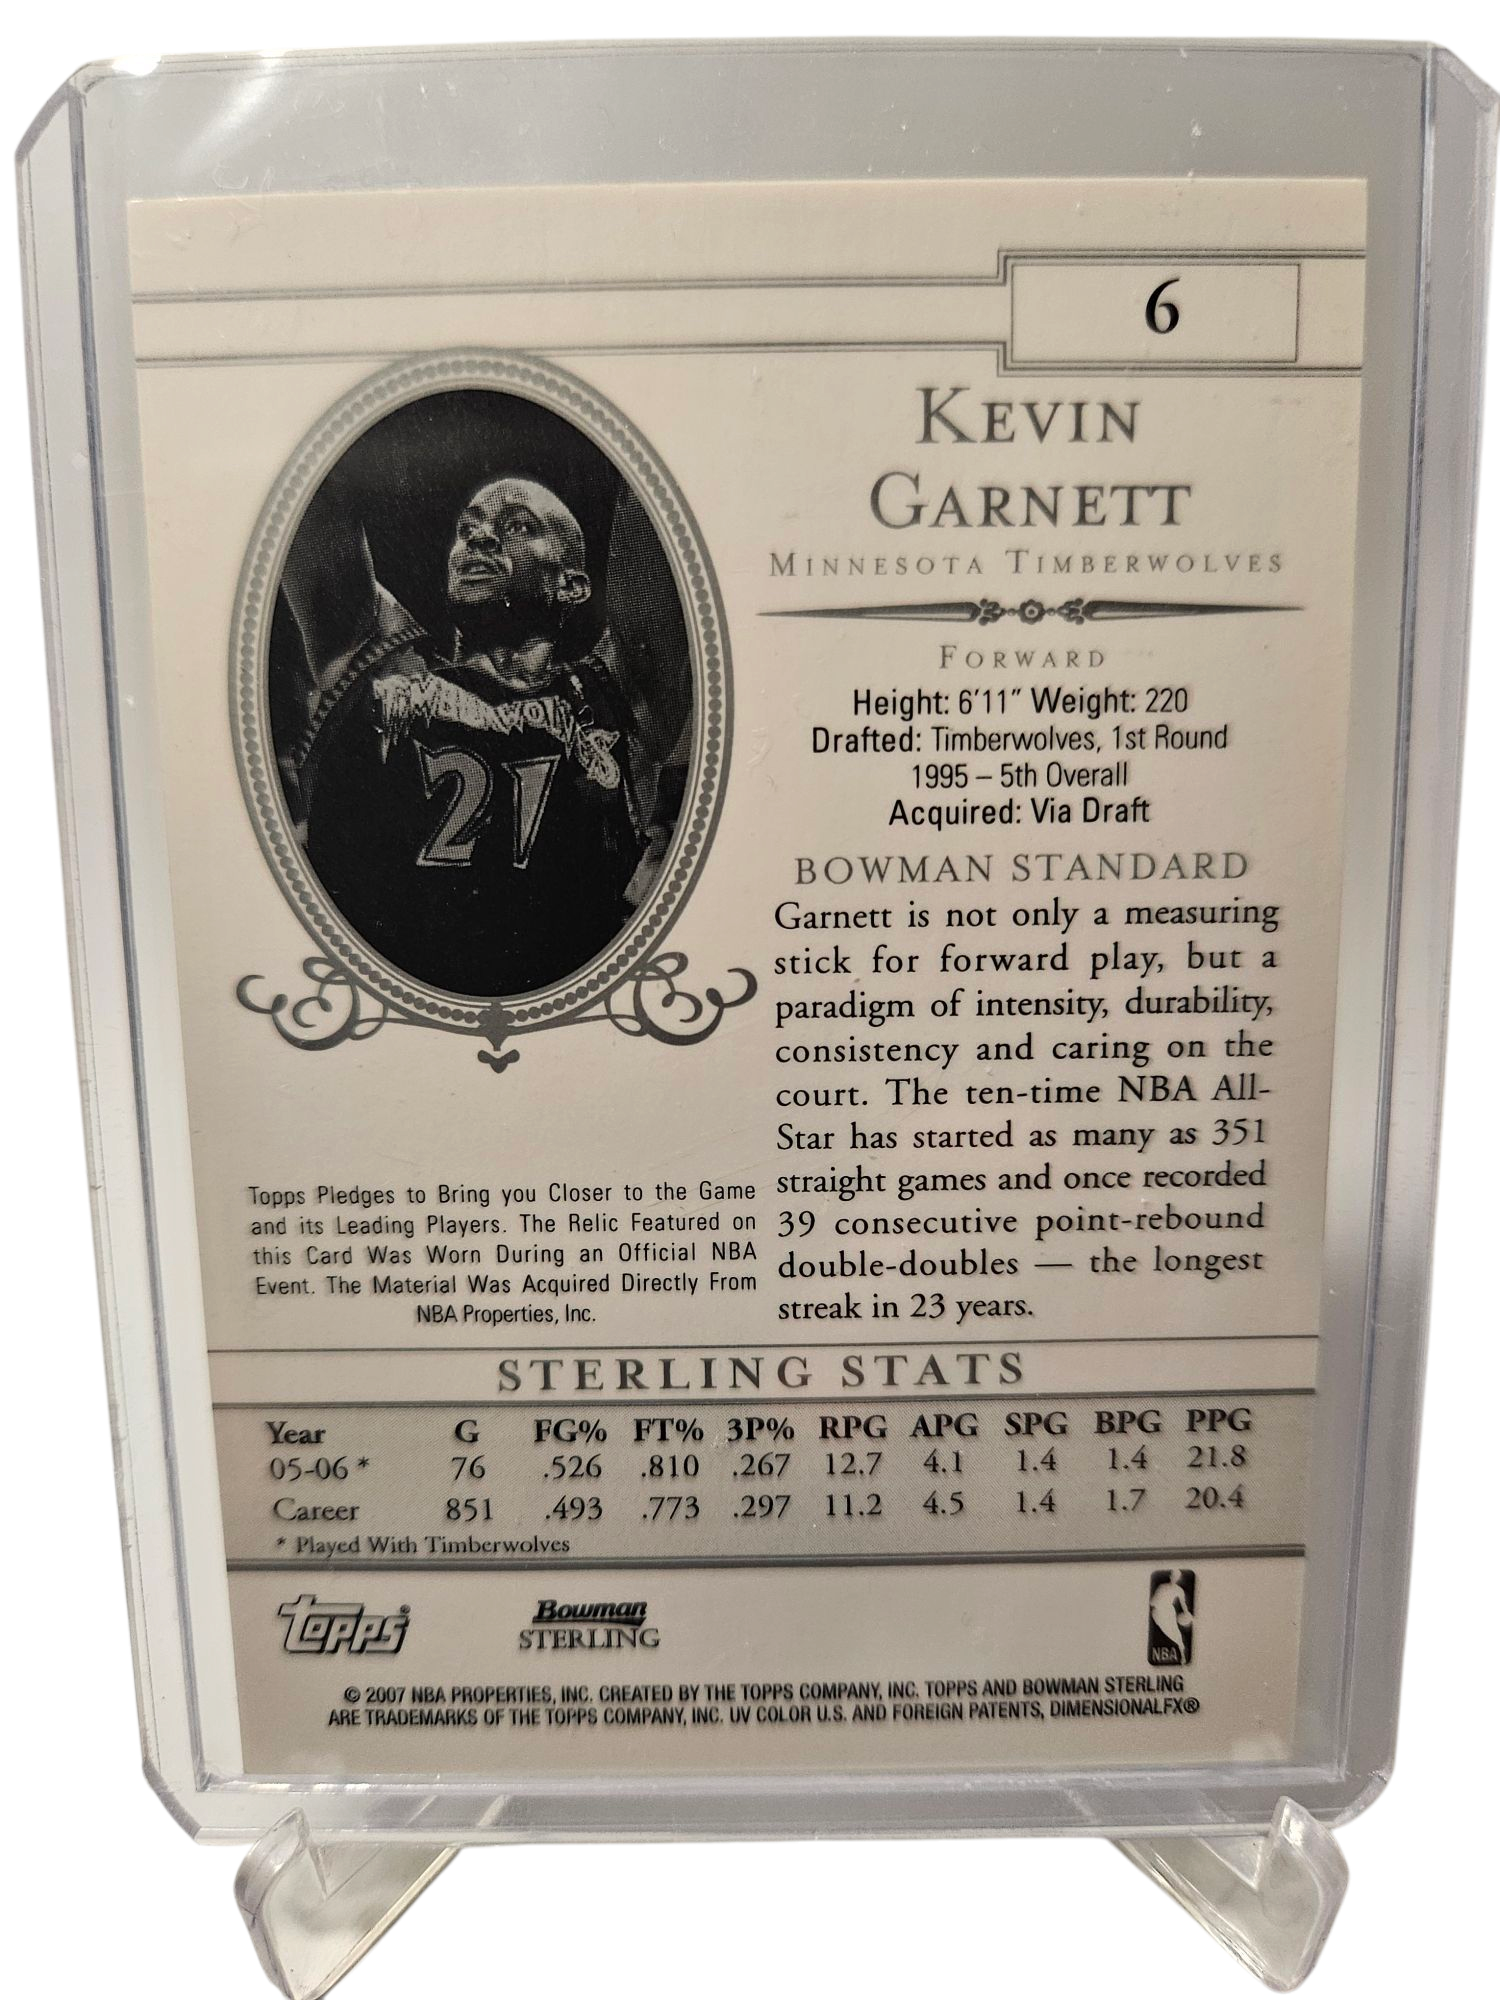 6
KEVIN
GARNETT
MINNESOTA TIMBERWOLVES
FORWARD
Height: 6'11" Weight: 220
Drafted: Timberwolves, 1st Round
1995 – 5th Overall
Acquired: Via Draft
BOWMAN STANDARD
Garnett is not only a measuring
stick for forward play, but a
paradigm of intensity, durability,
consistency and caring on the
court. The ten-time NBA All-
Star has started as many as 351
straight games and once recorded
39 consecutive point-rebound
double-doubles — the longest
streak in 23 years.
TIMBERWOLVES
21
Topps Pledges to Bring you Closer to the Game
and its Leading Players. The Relic Featured on
this Card Was Worn During an Official NBA
Event. The Material Was Acquired Directly From
NBA Properties, Inc.
STERLING STATS
Year G FG% FT% 3P% RPG APG SPG BPG PPG
05-06 * 76 .526 .810 .267 12.7 4.1 1.4 1.4 21.8
Career 851 .493 .773 .297 11.2 4.5 1.4 1.7 20.4
* Played With Timberwolves
Topps®
Bowman
STERLING
NBA
© 2007 NBA PROPERTIES, INC. CREATED BY THE TOPPS COMPANY, INC. TOPPS AND BOWMAN STERLING
ARE TRADEMARKS OF THE TOPPS COMPANY, INC. UV COLOR U.S. AND FOREIGN PATENTS, DIMENSIONALFX®